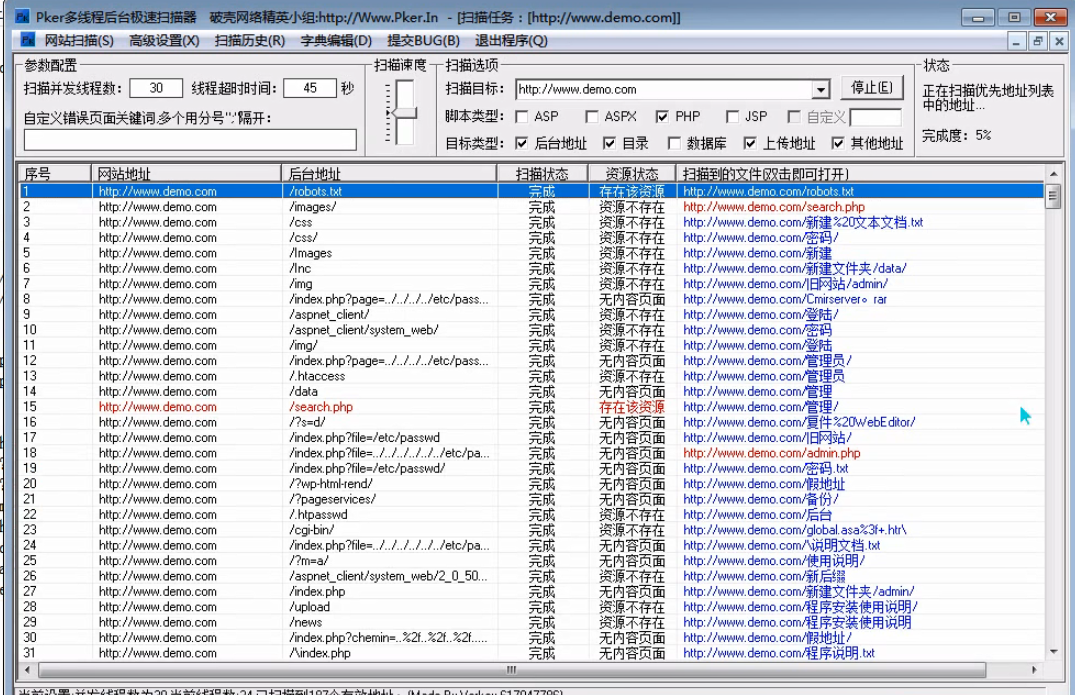 Pker多线程后台极速扫描器 破壳网络精英小组:http://Www.Pker.In - [扫描任务：[http://www.demo.com]]
网站扫描(S) 高级设置(X) 扫描历史(R) 字典编辑(D) 提交BUG(B) 退出程序(Q)
参数配置 扫描速度 扫描选项 状态
扫描并发线程数: 30 线程超时时间: 45 秒
扫描目标: http://www.demo.com 停止[E]
正在扫描优先地址列表
中的地址...
脚本类型: ASP ASPX PHP JSP 自定义
自定义错误页面关键词,多个用分号";"隔开:
完成度: 5%
目标类型: 后台地址 目录 数据库 上传地址 其他地址
序号 网站地址 后台地址 扫描状态 资源状态 扫描到的文件(双击即可打开)
1 http://www.demo.com /robots.txt 完成 存在该资源 http://www.demo.com/robots.txt
2 http://www.demo.com /images/ 完成 资源不存在 http://www.demo.com/search.php
3 http://www.demo.com /css 完成 资源不存在 http://www.demo.com/新建%20文本文档.txt
4 http://www.demo.com /css/ 完成 资源不存在 http://www.demo.com/密码/
5 http://www.demo.com /Images 完成 资源不存在 http://www.demo.com/新建
6 http://www.demo.com /Inc 完成 资源不存在 http://www.demo.com/新建文件夹/data/
7 http://www.demo.com /img 完成 资源不存在 http://www.demo.com/旧网站/admin/
8 http://www.demo.com /index.php?page=../../../../etc/pass... 完成 无内容页面 http://www.demo.com/Cmirserver。rar
9 http://www.demo.com /aspnet_client/ 完成 资源不存在 http://www.demo.com/登陆/
10 http://www.demo.com /aspnet_client/system_web/ 完成 资源不存在 http://www.demo.com/密码
11 http://www.demo.com /img/ 完成 资源不存在 http://www.demo.com/登陆
12 http://www.demo.com /index.php?page=../../../../etc/pass... 完成 无内容页面 http://www.demo.com/管理员/
13 http://www.demo.com /.htaccess 完成 资源不存在 http://www.demo.com/管理员
14 http://www.demo.com /data 完成 无内容页面 http://www.demo.com/管理
15 http://www.demo.com /search.php 完成 存在该资源 http://www.demo.com/管理/
16 http://www.demo.com /?s=d/ 完成 无内容页面 http://www.demo.com/复件%20WebEditor/
17 http://www.demo.com /index.php?file=/etc/passwd 完成 无内容页面 http://www.demo.com/旧网站/
18 http://www.demo.com /index.php?file=../../../../../etc/pa... 完成 无内容页面 http://www.demo.com/admin.php
19 http://www.demo.com /index.php?file=/etc/passwd/ 完成 无内容页面 http://www.demo.com/密码.txt
20 http://www.demo.com /?wp-html-rend/ 完成 无内容页面 http://www.demo.com/假地址
21 http://www.demo.com /?pageservices/ 完成 无内容页面 http://www.demo.com/备份/
22 http://www.demo.com /.htpasswd 完成 资源不存在 http://www.demo.com/后台
23 http://www.demo.com /cgi-bin/ 完成 资源不存在 http://www.demo.com/global.asa%3f+.htr\
24 http://www.demo.com /index.php?file=../../../../../etc/pa... 完成 无内容页面 http://www.demo.com/\说明文档.txt
25 http://www.demo.com /?m=a/ 完成 无内容页面 http://www.demo.com/使用说明/
26 http://www.demo.com /aspnet_client/system_web/2_0_50... 完成 资源不存在 http://www.demo.com/新后缀
27 http://www.demo.com /index.php 完成 无内容页面 http://www.demo.com/新建文件夹/admin/
28 http://www.demo.com /upload 完成 资源不存在 http://www.demo.com/程序安装使用说明/
29 http://www.demo.com /news 完成 资源不存在 http://www.demo.com/程序安装使用说明
30 http://www.demo.com /index.php?chemin=..%2f..%2f..%2f..... 完成 无内容页面 http://www.demo.com/假地址/
31 http://www.demo.com /\index.php 完成 无内容页面 http://www.demo.com/程序说明.txt